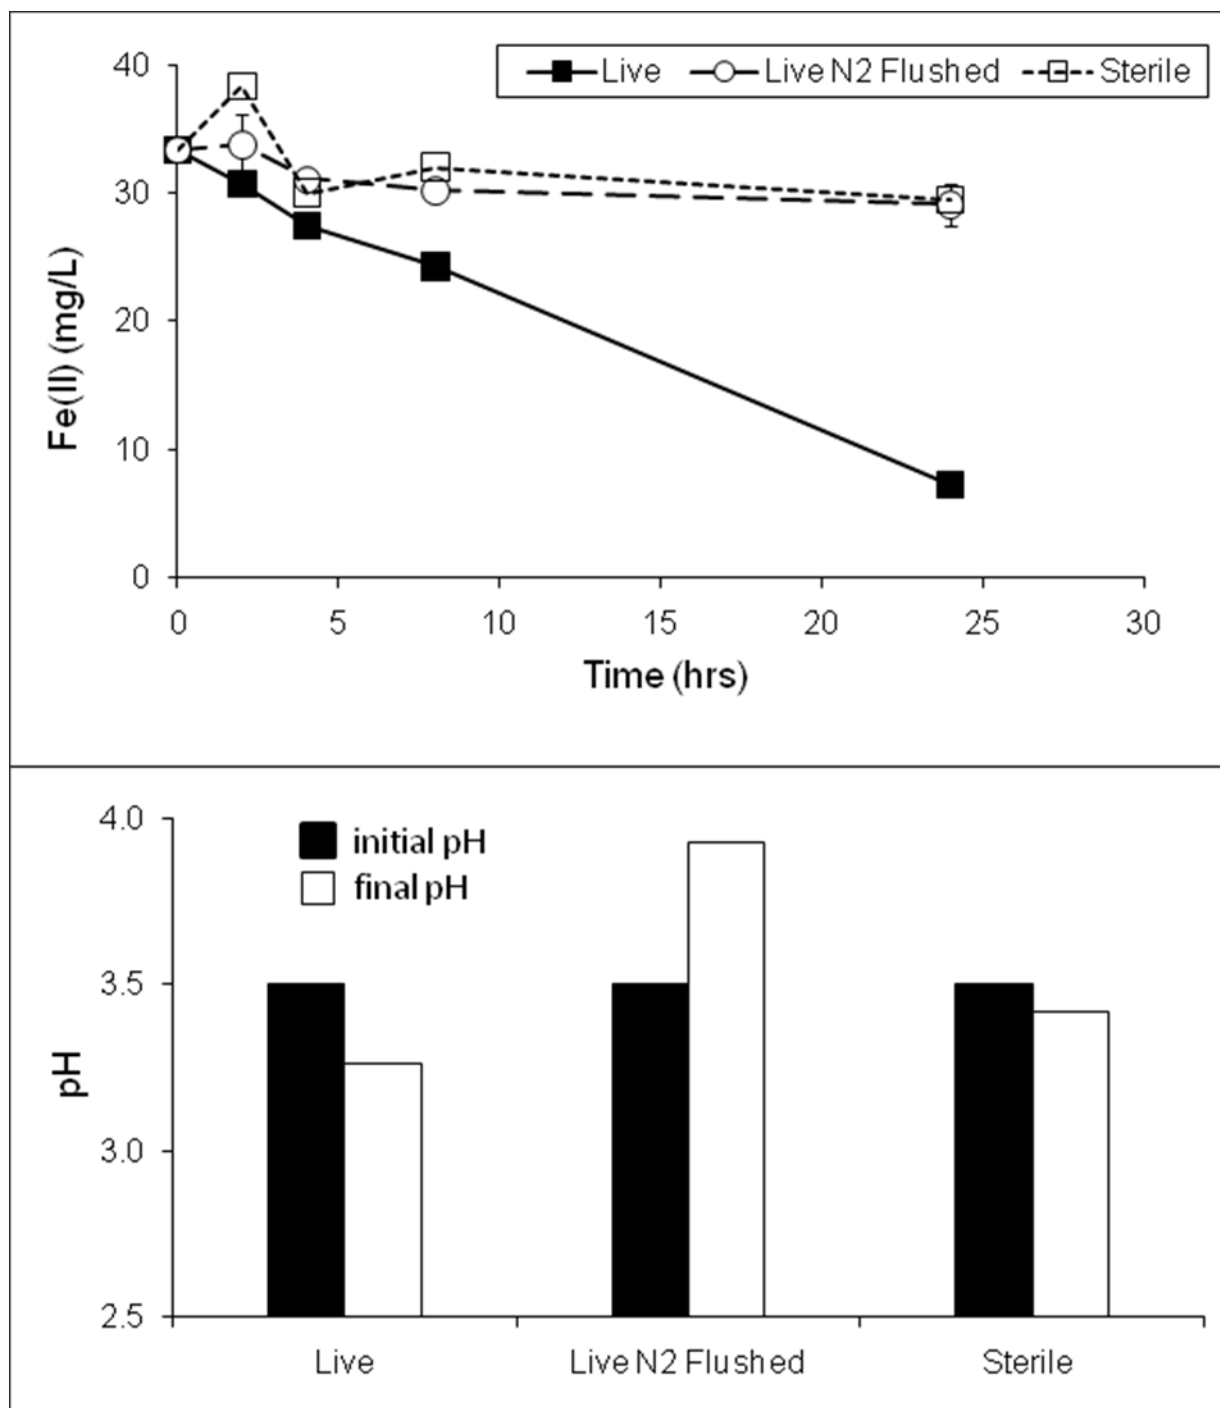 Live Live N2 Flushed Sterile
40
30
20
10
0
Fe(II) (mg/L)
0 5 10 15 20 25 30
Time (hrs)
4.0
3.5
3.0
2.5
pH
initial pH
final pH
Live Live N2 Flushed Sterile